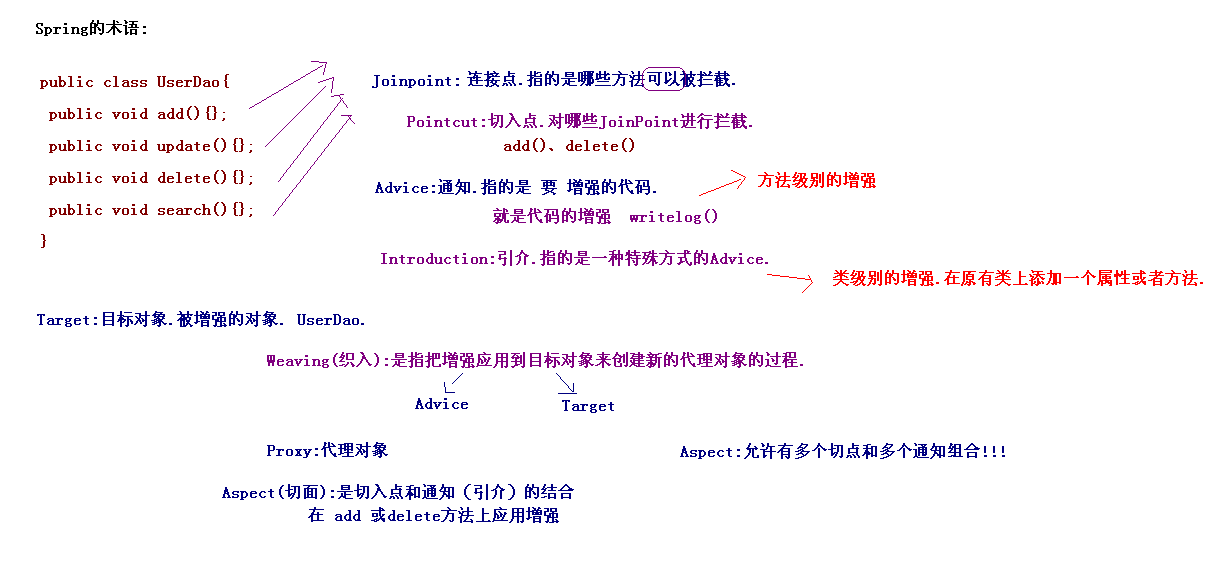 Spring的术语:
public class UserDao{
public void add(){};
public void update(){};
public void delete(){};
public void search(){};
}
Joinpoint: 连接点.指的是哪些方法可以被拦截.
Pointcut:切入点.对哪些JoinPoint进行拦截.
add()、delete()
Advice:通知.指的是 要 增强的代码.
方法级别的增强
就是代码的增强 writelog()
Introduction:引介.指的是一种特殊方式的Advice.
类级别的增强.在原有类上添加一个属性或者方法.
Target:目标对象.被增强的对象. UserDao.
Weaving(织入):是指把增强应用到目标对象来创建新的代理对象的过程.
Advice
Target
Proxy:代理对象
Aspect:允许有多个切点和多个通知组合!!!
Aspect(切面):是切入点和通知（引介）的结合
在 add 或delete方法上应用增强